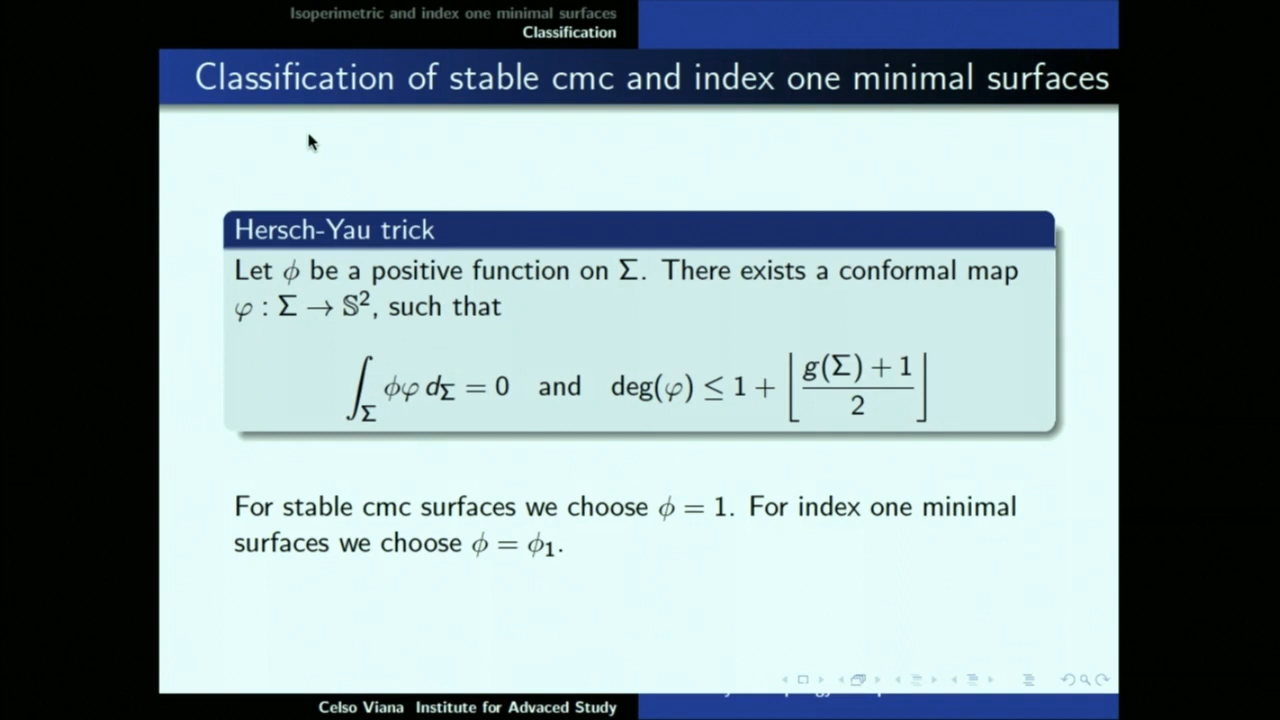 Isoperimetric and index one minimal surfaces
Classification
Classification of stable cmc and index one minimal surfaces
Hersch-Yau trick
Let ϕ be a positive function on Σ. There exists a conformal map
φ : Σ → 𝕊², such that
∫_Σ ϕφ d_Σ = 0 and deg(φ) ≤ 1 + ⌊(g(Σ) + 1)/2⌋
For stable cmc surfaces we choose ϕ = 1. For index one minimal
surfaces we choose ϕ = ϕ₁.
Celso Viana Institute for Advaced Study